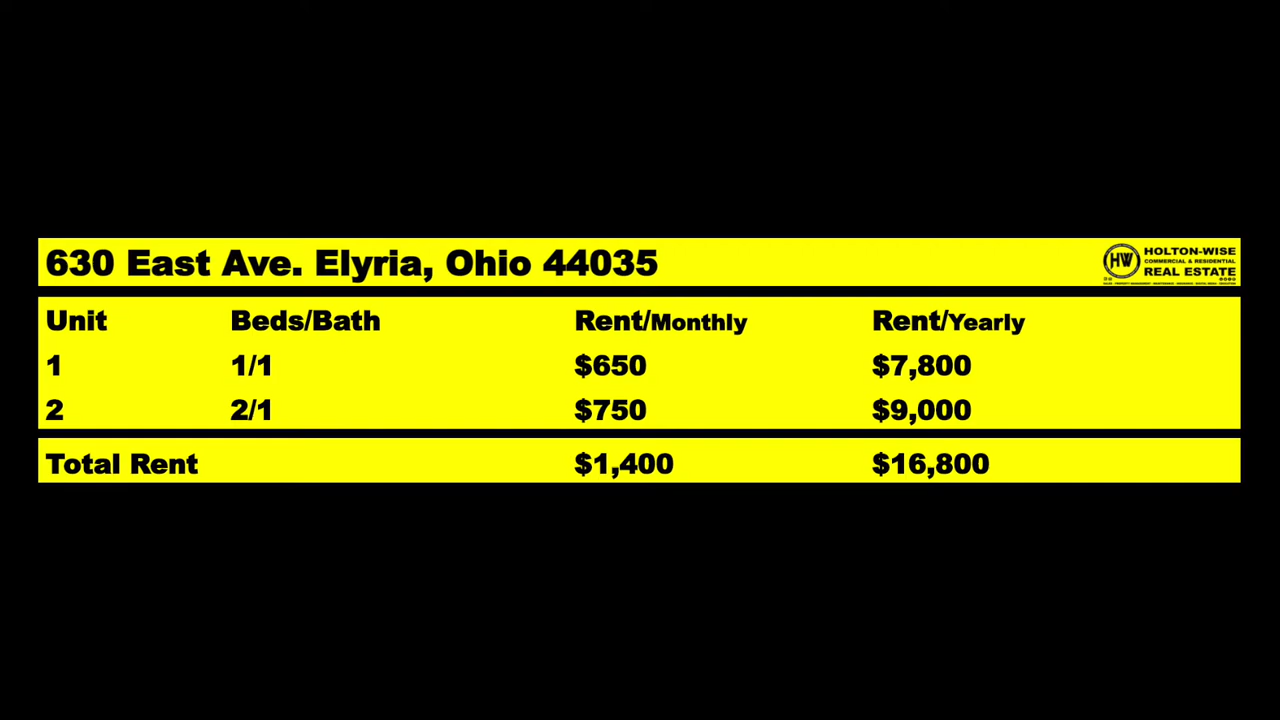 630 East Ave. Elyria, Ohio 44035
HW
HOLTON-WISE
COMMERCIAL & RESIDENTIAL
REAL ESTATE
Unit Beds/Bath Rent/Monthly Rent/Yearly
1 1/1 $650 $7,800
2 2/1 $750 $9,000
Total Rent $1,400 $16,800